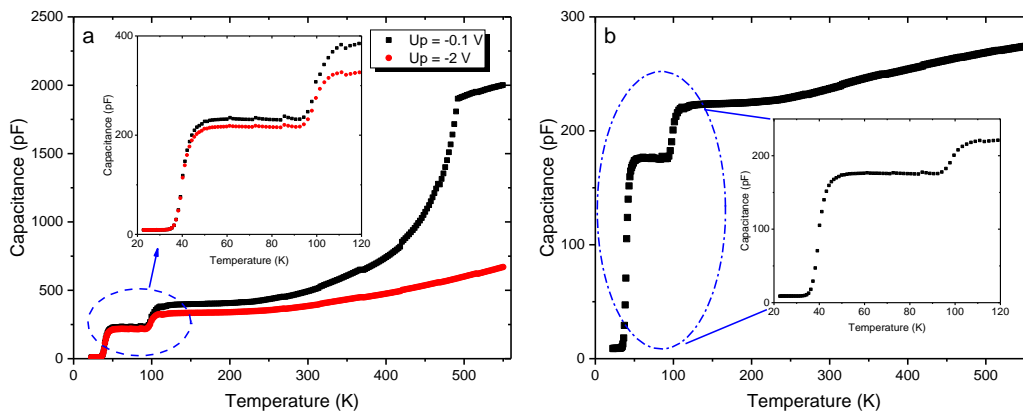 a
Up = -0.1 V
Up = -2 V
Capacitance (pF)
2500
2000
1500
1000
500
0
0 100 200 300 400 500
Temperature (K)
Capacitance (pF)
400
200
0
20 40 60 80 100 120
Temperature (K)
b
Capacitance (pF)
300
200
100
0
0 100 200 300 400 500
Temperature (K)
Capacitance (pF)
200
100
0
20 40 60 80 100 120
Temperature (K)